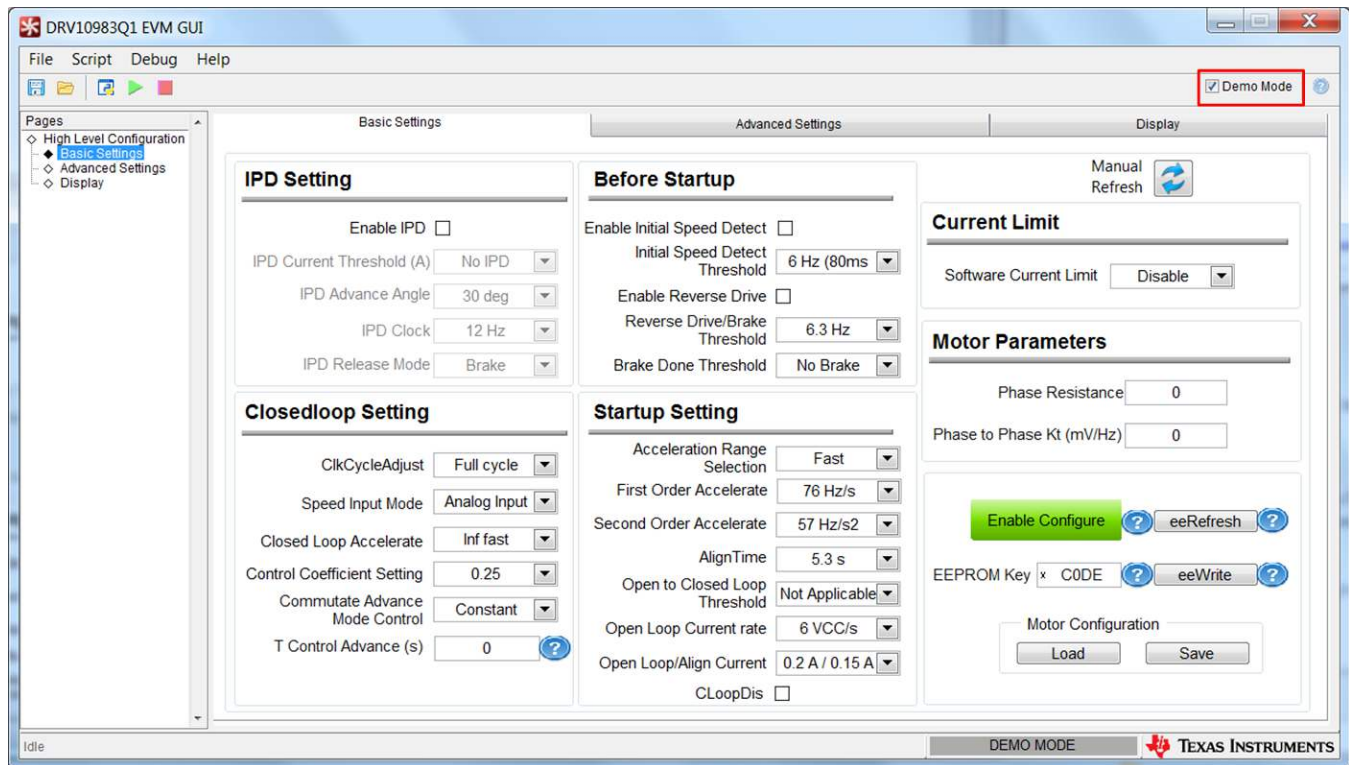 DRV10983Q1 EVM GUI
File Script Debug Help
Demo Mode
Pages
High Level Configuration
Basic Settings
Advanced Settings
Display
Basic Settings
Advanced Settings
Display
IPD Setting
Enable IPD
IPD Current Threshold (A) No IPD
IPD Advance Angle 30 deg
IPD Clock 12 Hz
IPD Release Mode Brake
Before Startup
Enable Initial Speed Detect
Initial Speed Detect
Threshold 6 Hz (80ms
Enable Reverse Drive
Reverse Drive/Brake
Threshold 6.3 Hz
Brake Done Threshold No Brake
Manual
Refresh
Current Limit
Software Current Limit Disable
Motor Parameters
Phase Resistance 0
Phase to Phase Kt (mV/Hz) 0
Closedloop Setting
ClkCycleAdjust Full cycle
Speed Input Mode Analog Input
Closed Loop Accelerate Inf fast
Control Coefficient Setting 0.25
Commutate Advance
Mode Control Constant
T Control Advance (s) 0 ?
Startup Setting
Acceleration Range
Selection Fast
First Order Accelerate 76 Hz/s
Second Order Accelerate 57 Hz/s2
AlignTime 5.3 s
Open to Closed Loop
Threshold Not Applicable
Open Loop Current rate 6 VCC/s
Open Loop/Align Current 0.2 A / 0.15 A
CLoopDis
Enable Configure ? eeRefresh ?
EEPROM Key x C0DE ? eeWrite ?
Motor Configuration
Load Save
Idle
DEMO MODE
TEXAS INSTRUMENTS